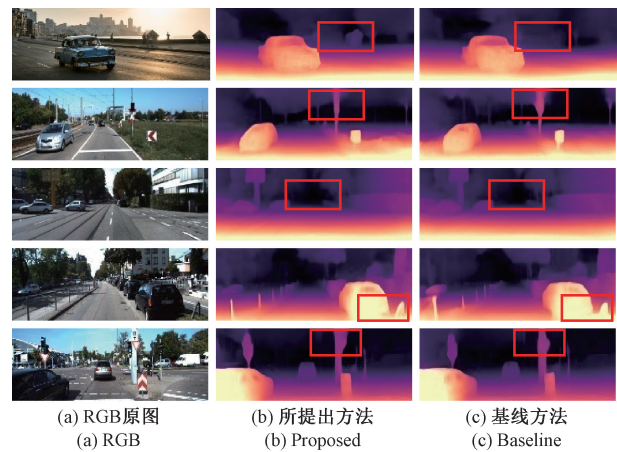 (a) RGB原图
(b) 所提出方法
(c) 基线方法
(a) RGB
(b) Proposed
(c) Baseline